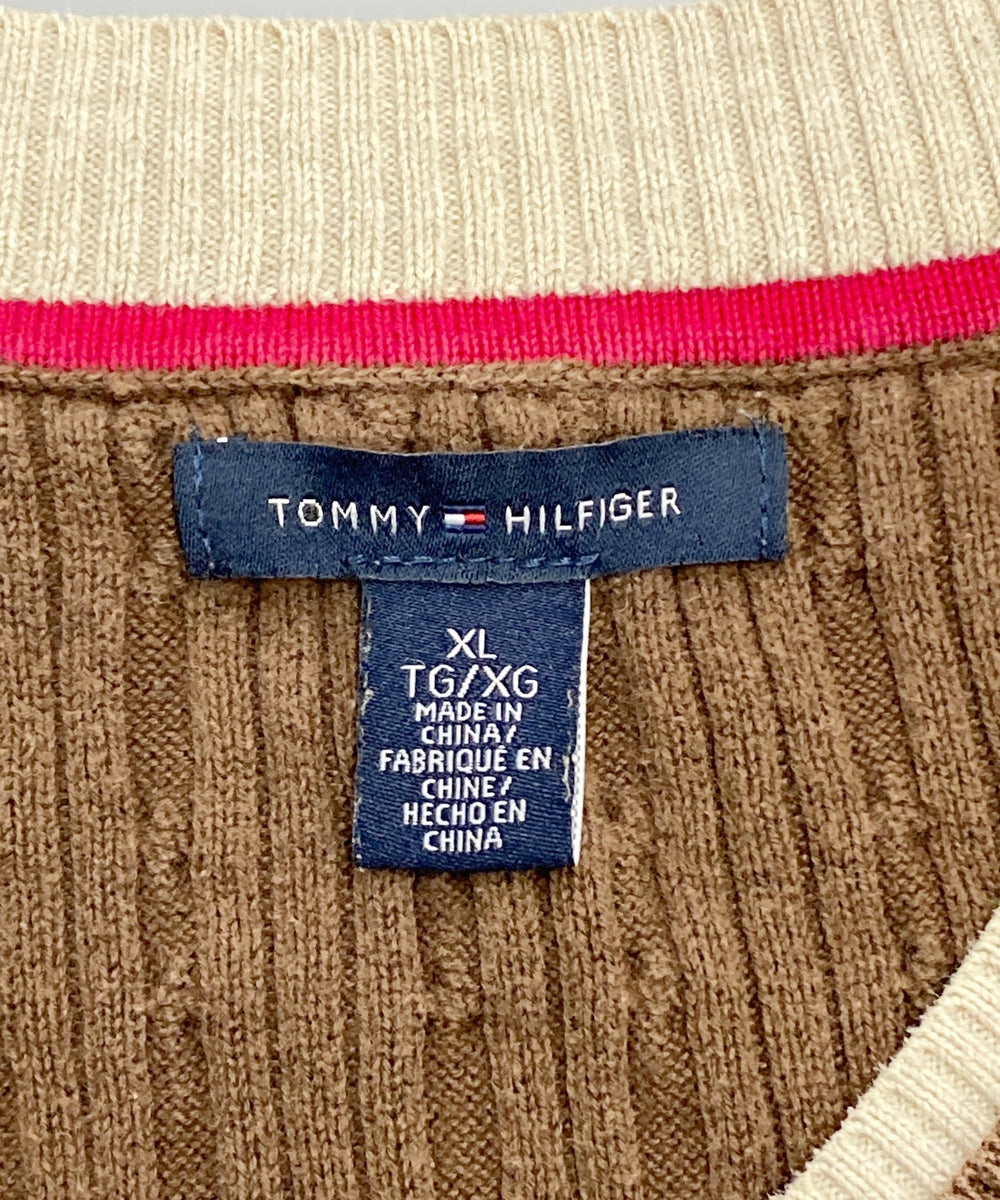 TOMMY HILFIGER
XL
TG/XG
MADE IN
CHINA/
FABRIQUÉ EN
CHINE/
HECHO EN
CHINA